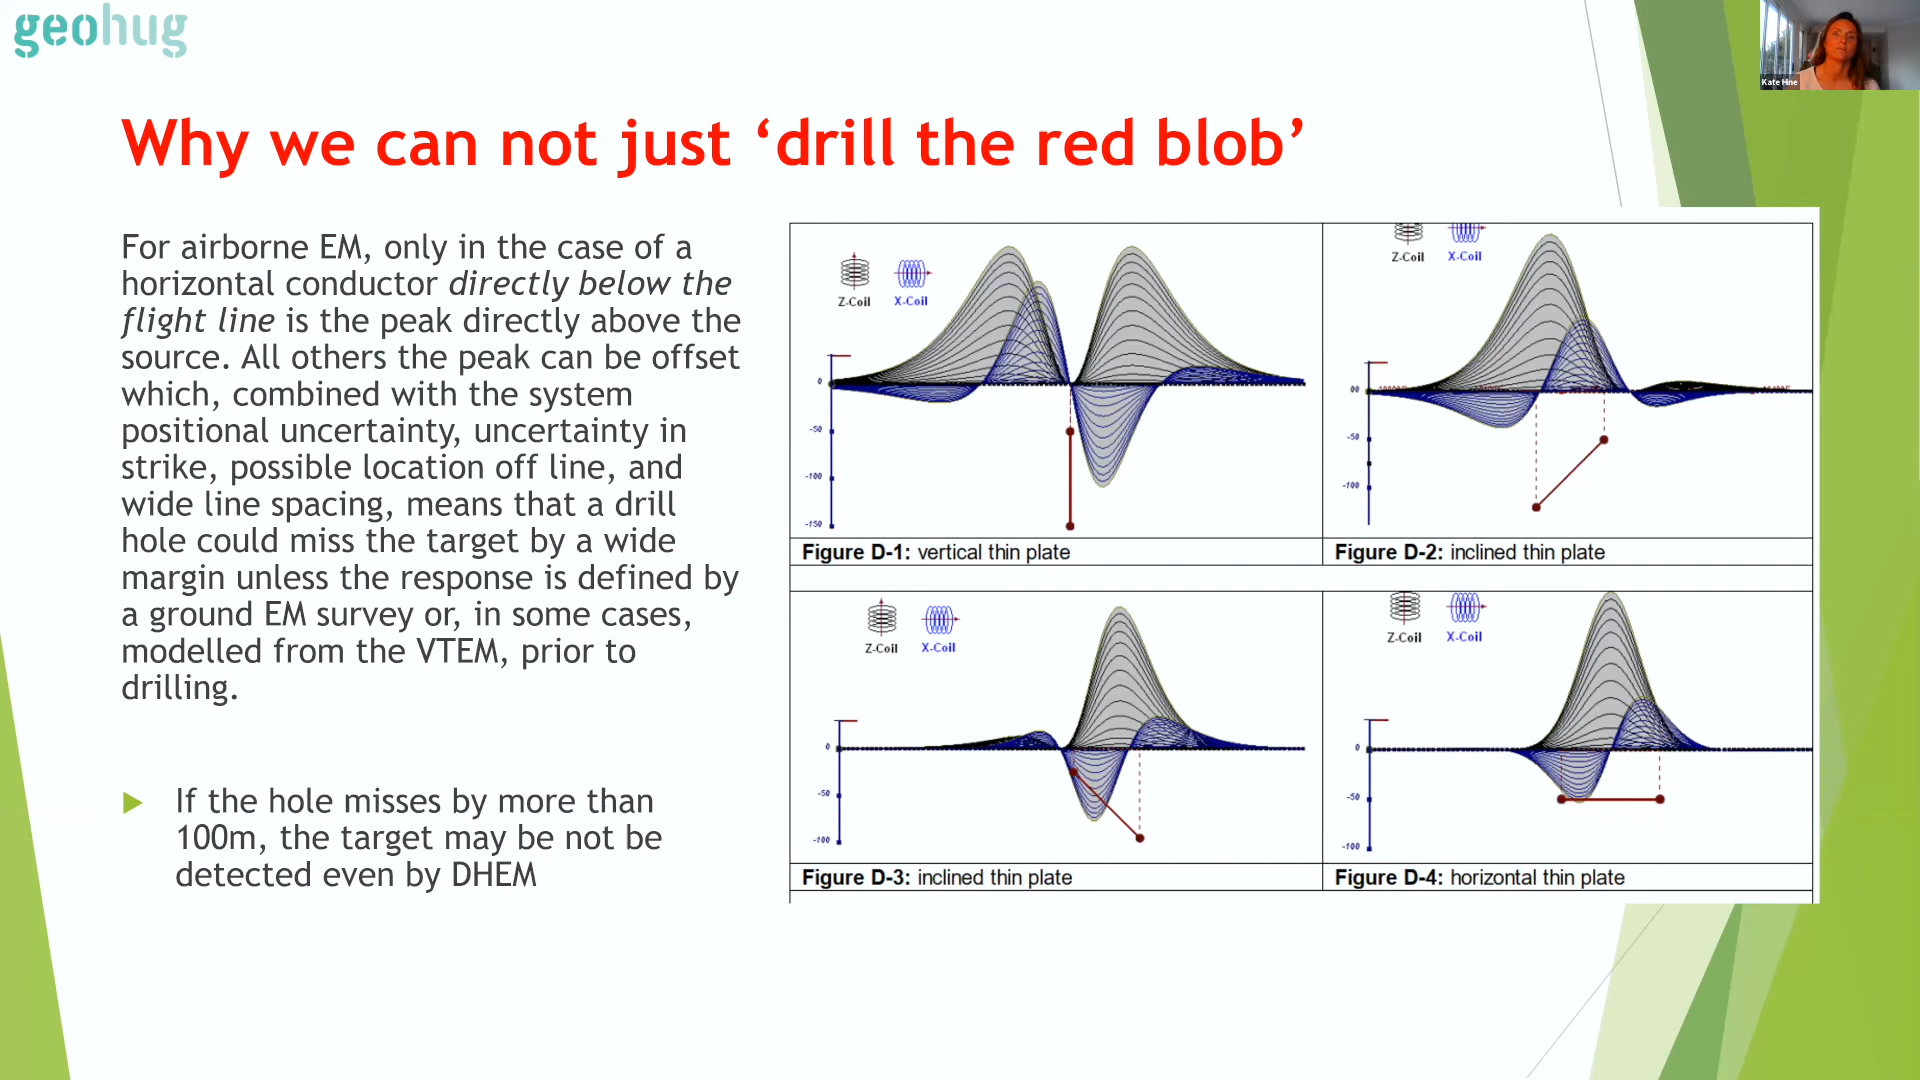 geohug
Kate Hine
Why we can not just ‘drill the red blob’
For airborne EM, only in the case of a
horizontal conductor directly below the
flight line is the peak directly above the
source. All others the peak can be offset
which, combined with the system
positional uncertainty, uncertainty in
strike, possible location off line, and
wide line spacing, means that a drill
hole could miss the target by a wide
margin unless the response is defined by
a ground EM survey or, in some cases,
modelled from the VTEM, prior to
drilling.
If the hole misses by more than
100m, the target may be not be
detected even by DHEM
Z-Coil X-Coil
0
-50
-100
-150
Figure D-1: vertical thin plate
Z-Coil X-Coil
-50
-100
Figure D-2: inclined thin plate
Z-Coil X-Coil
0
-50
-100
Figure D-3: inclined thin plate
Z-Coil X-Coil
0
-50
-100
Figure D-4: horizontal thin plate